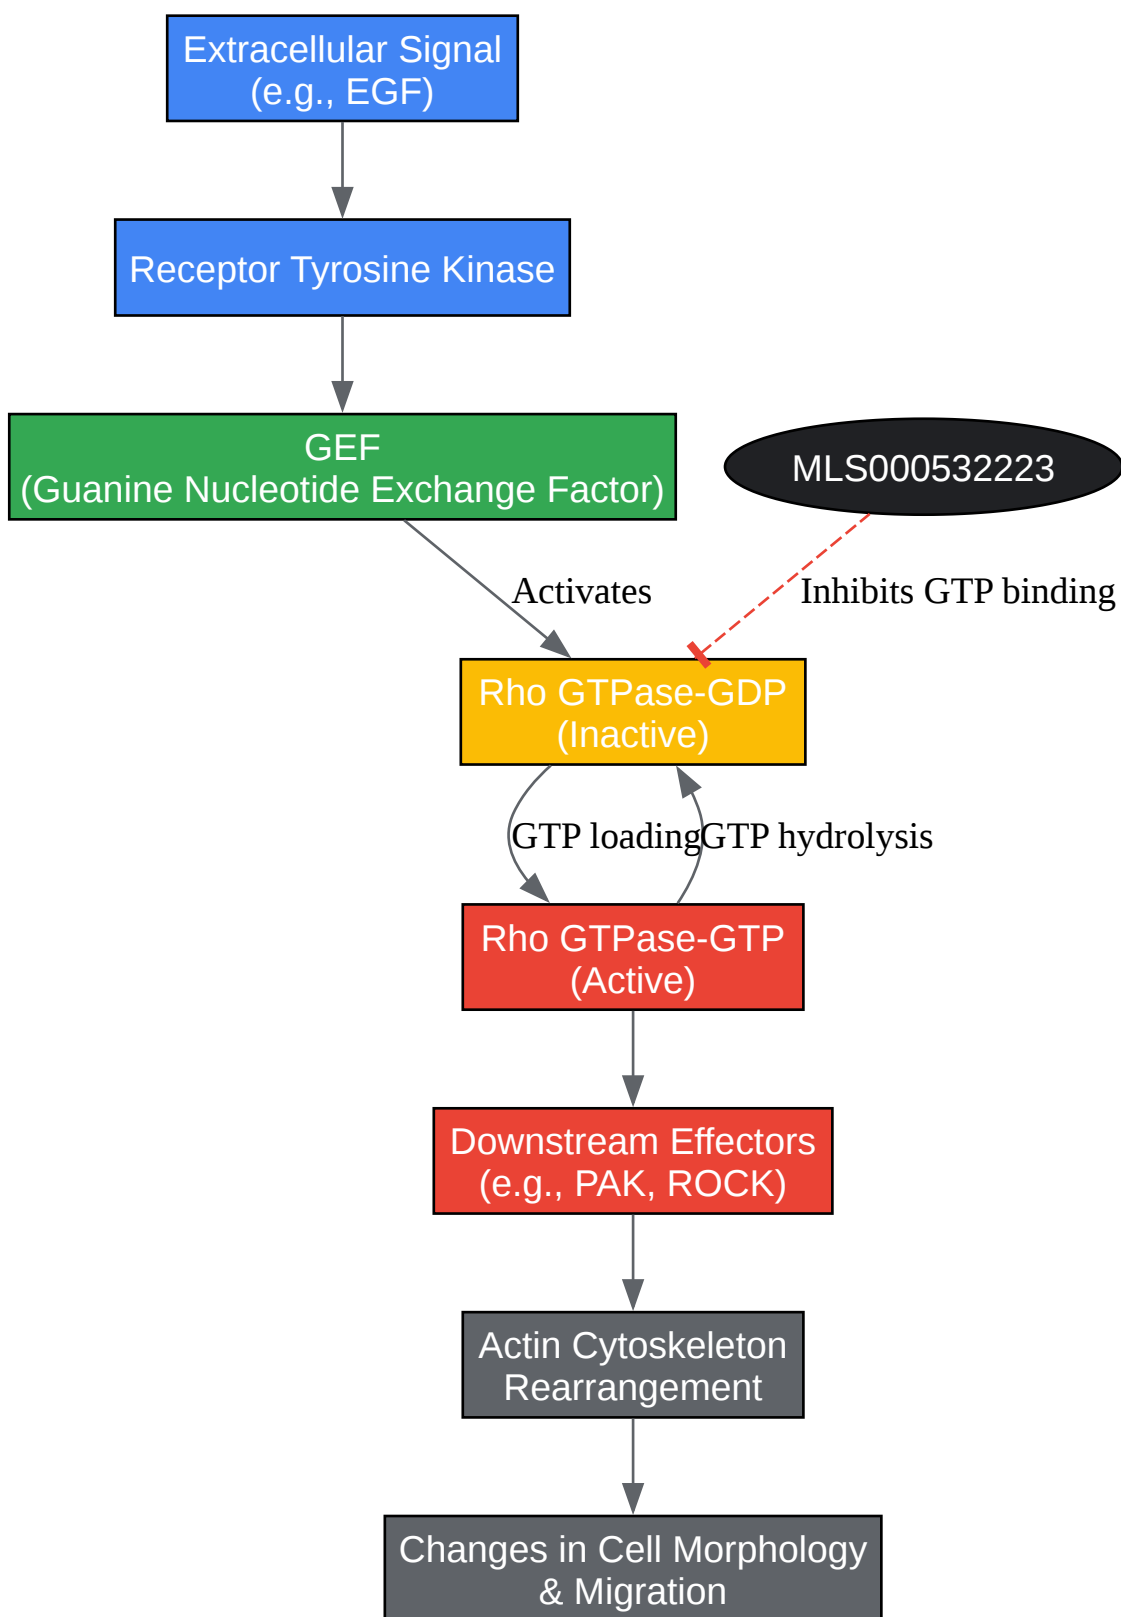 Extracellular Signal
(e.g., EGF)
Receptor Tyrosine Kinase
GEF
(Guanine Nucleotide Exchange Factor)
MLS000532223
Activates
Inhibits GTP binding
Rho GTPase-GDP
(Inactive)
GTP loading
GTP hydrolysis
Rho GTPase-GTP
(Active)
Downstream Effectors
(e.g., PAK, ROCK)
Actin Cytoskeleton
Rearrangement
Changes in Cell Morphology
& Migration